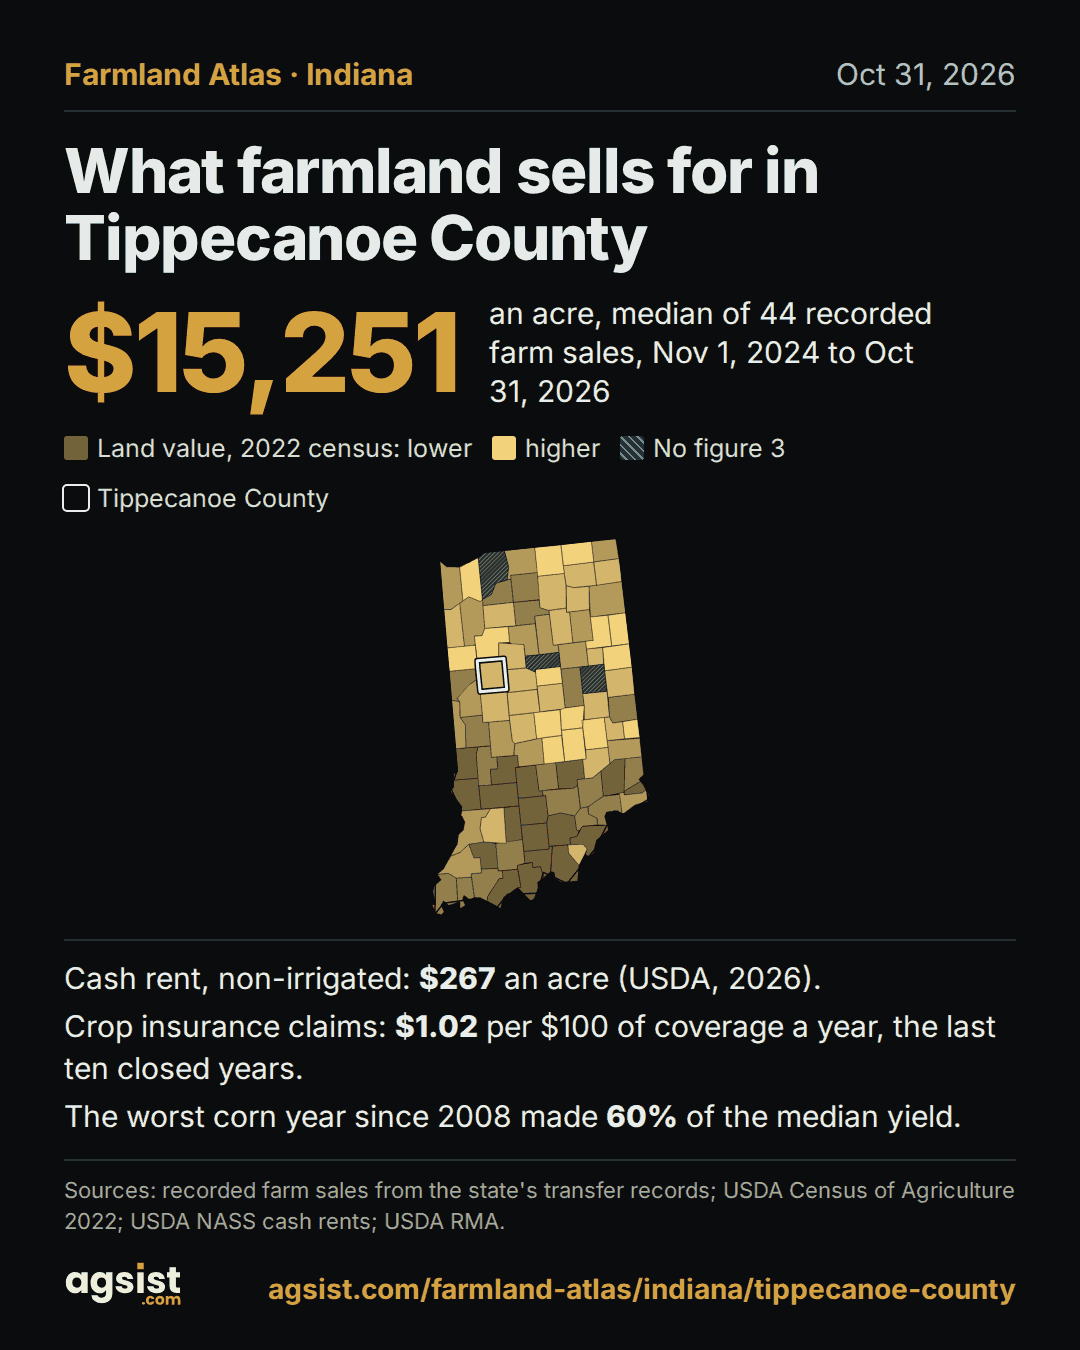 Farmland Atlas · Indiana
Oct 31, 2026
What farmland sells for in
Tippecanoe County
$15,251
an acre, median of 44 recorded
farm sales, Nov 1, 2024 to Oct
31, 2026
Land value, 2022 census: lower
higher
No figure 3
Tippecanoe County
Cash rent, non-irrigated: $267 an acre (USDA, 2026).
Crop insurance claims: $1.02 per $100 of coverage a year, the last
ten closed years.
The worst corn year since 2008 made 60% of the median yield.
Sources: recorded farm sales from the state's transfer records; USDA Census of Agriculture
2022; USDA NASS cash rents; USDA RMA.
agsist
.com
agsist.com/farmland-atlas/indiana/tippecanoe-county